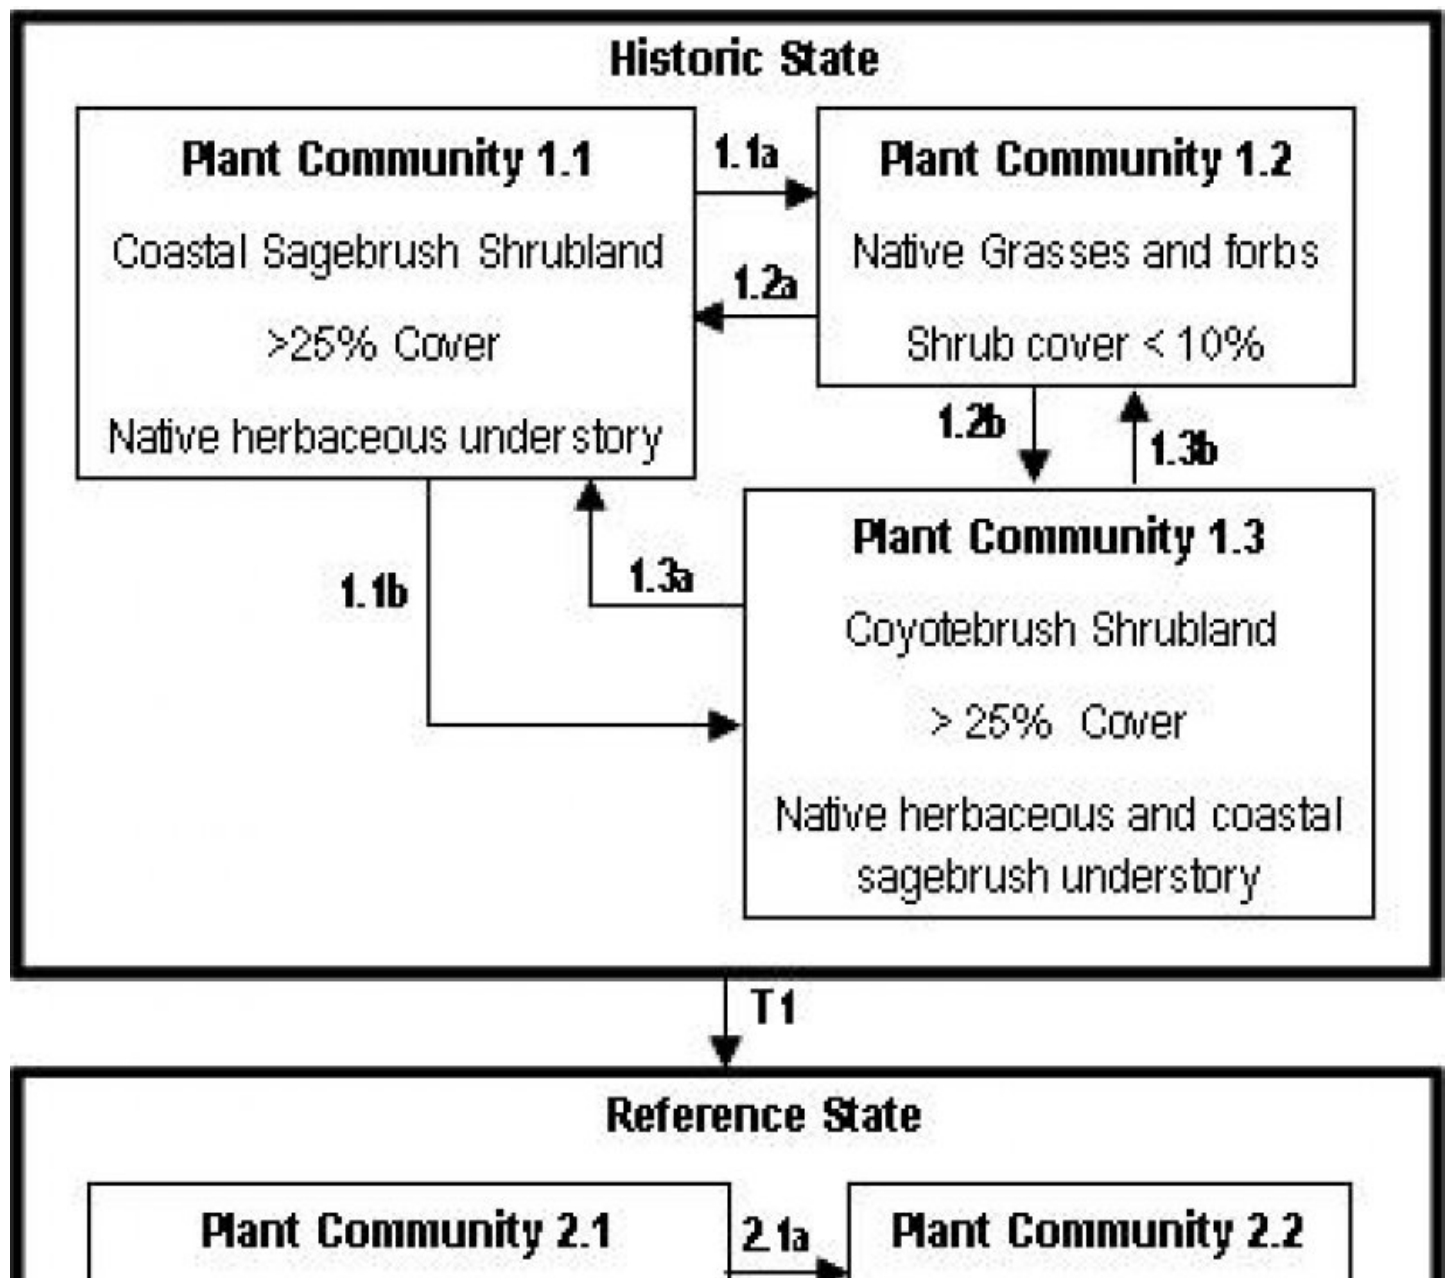 Historic State
Plant Community 1.1
Coastal Sagebrush Shrubland
>25% Cover
Native herbaceous understory
1.1a
1.2a
Plant Community 1.2
Native Grasses and forbs
Shrub cover < 10%
1.2b
1.3b
1.1b
1.3a
Plant Community 1.3
Coyotebrush Shrubland
> 25% Cover
Native herbaceous and coastal
sagebrush understory
T1
Reference State
Plant Community 2.1
2.1a
Plant Community 2.2